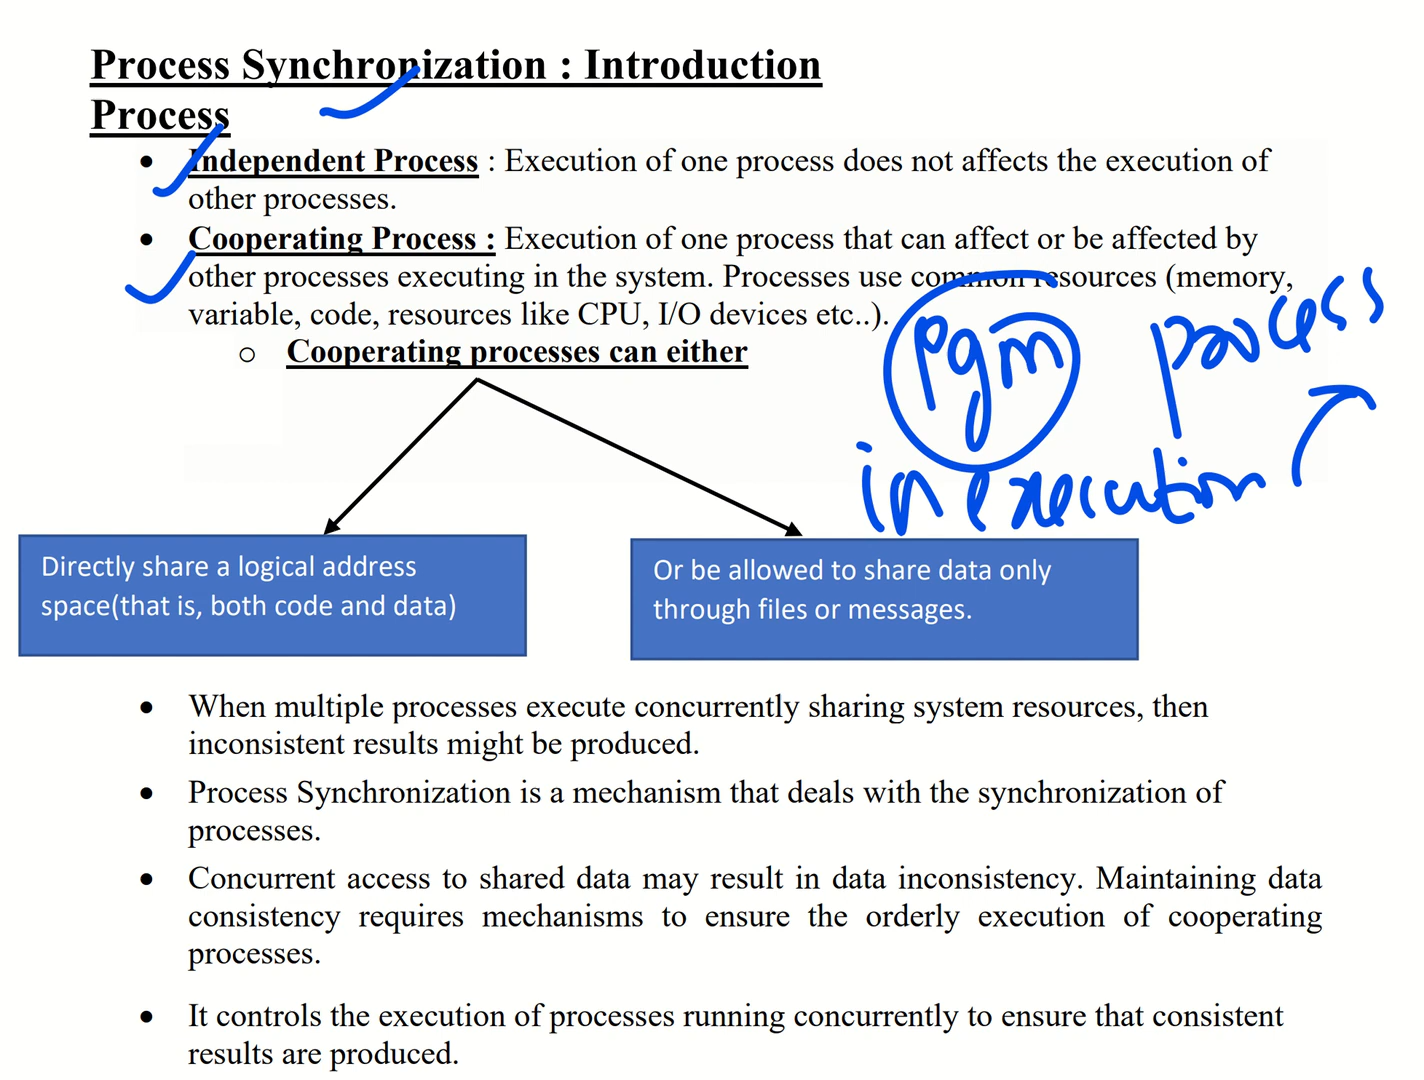 Process Synchronization : Introduction
Process
• Independent Process : Execution of one process does not affects the execution of
other processes.
• Cooperating Process : Execution of one process that can affect or be affected by
other processes executing in the system. Processes use common resources (memory,
variable, code, resources like CPU, I/O devices etc..).
o Cooperating processes can either
pgm process
in execution
Directly share a logical address
space(that is, both code and data)
Or be allowed to share data only
through files or messages.
• When multiple processes execute concurrently sharing system resources, then
inconsistent results might be produced.
• Process Synchronization is a mechanism that deals with the synchronization of
processes.
• Concurrent access to shared data may result in data inconsistency. Maintaining data
consistency requires mechanisms to ensure the orderly execution of cooperating
processes.
• It controls the execution of processes running concurrently to ensure that consistent
results are produced.